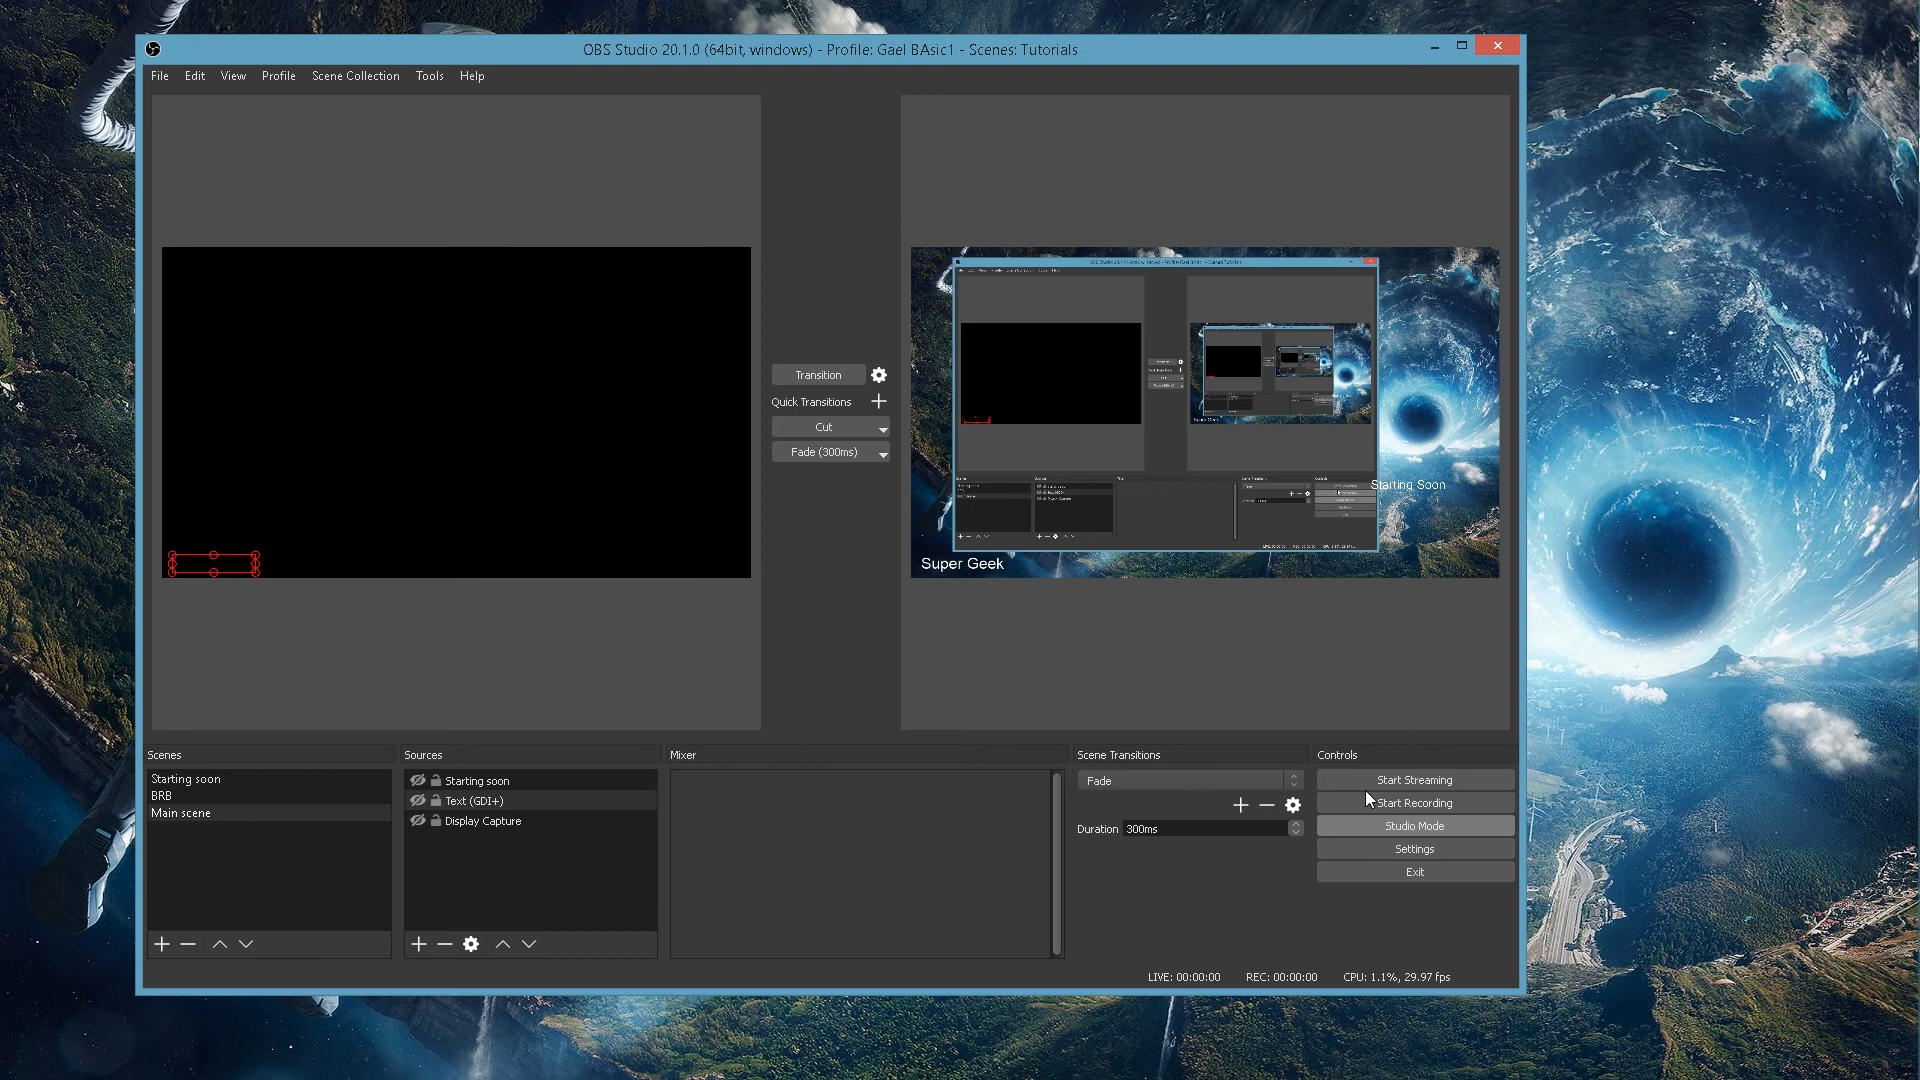 OBS Studio 20.1.0 (64bit, windows) - Profile: Gael BAsic1 - Scenes: Tutorials
File Edit View Profile Scene Collection Tools Help
Transition
Quick Transitions
Cut
Fade (300ms)
Starting Soon
Super Geek
Scenes
Starting soon
BRB
Main scene
Sources
Starting soon
Text (GDI+)
Display Capture
Mixer
Scene Transitions
Fade
Duration 300ms
Controls
Start Streaming
Start Recording
Studio Mode
Settings
Exit
LIVE: 00:00:00 REC: 00:00:00 CPU: 1.1%, 29.97 fps